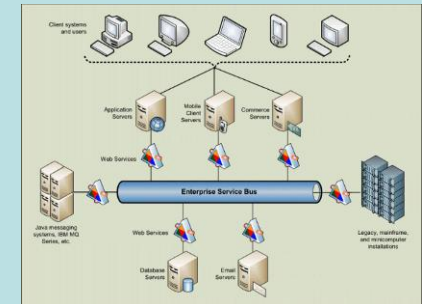 Client systems
and users
Application
Servers
Mobile
Client
Servers
Commerce
Servers
Web Services
Enterprise Service Bus
Java messaging
systems, IBM MQ
Series, etc.
Legacy, mainframe,
and minicomputer
installations
Web Services
Database
Servers
Email
Servers